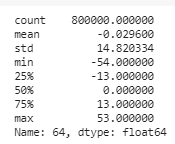 count    800000.000000
mean         -0.029600
std          14.820334
min         -54.000000
25%         -13.000000
50%           0.000000
75%          13.000000
max          53.000000
Name: 64, dtype: float64